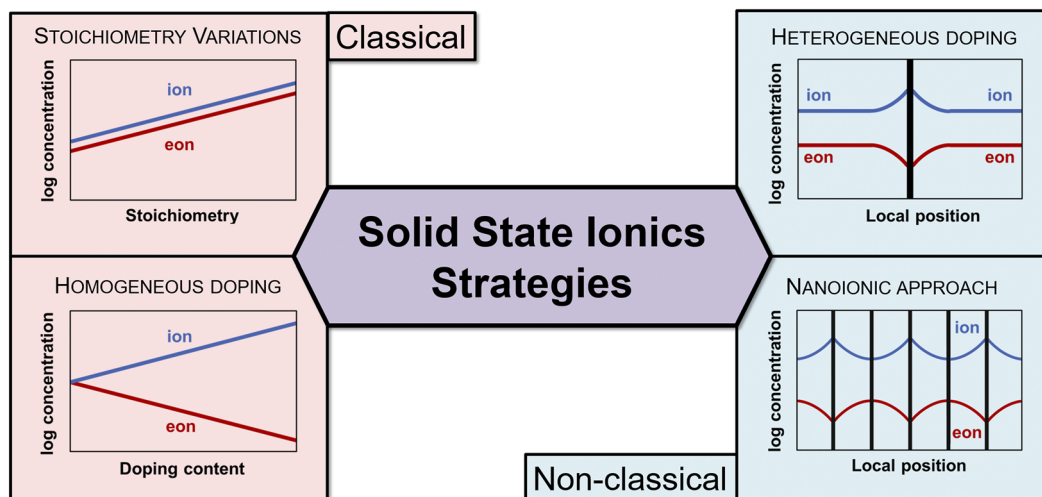 STOICHIOMETRY VARIATIONS
Classical
log concentration
ion
eon
Stoichiometry
HETEROGENEOUS DOPING
log concentration
ion
ion
eon
eon
Local position
Solid State Ionics
Strategies
HOMOGENEOUS DOPING
log concentration
ion
eon
Doping content
NANOIONIC APPROACH
log concentration
ion
eon
Local position
Non-classical